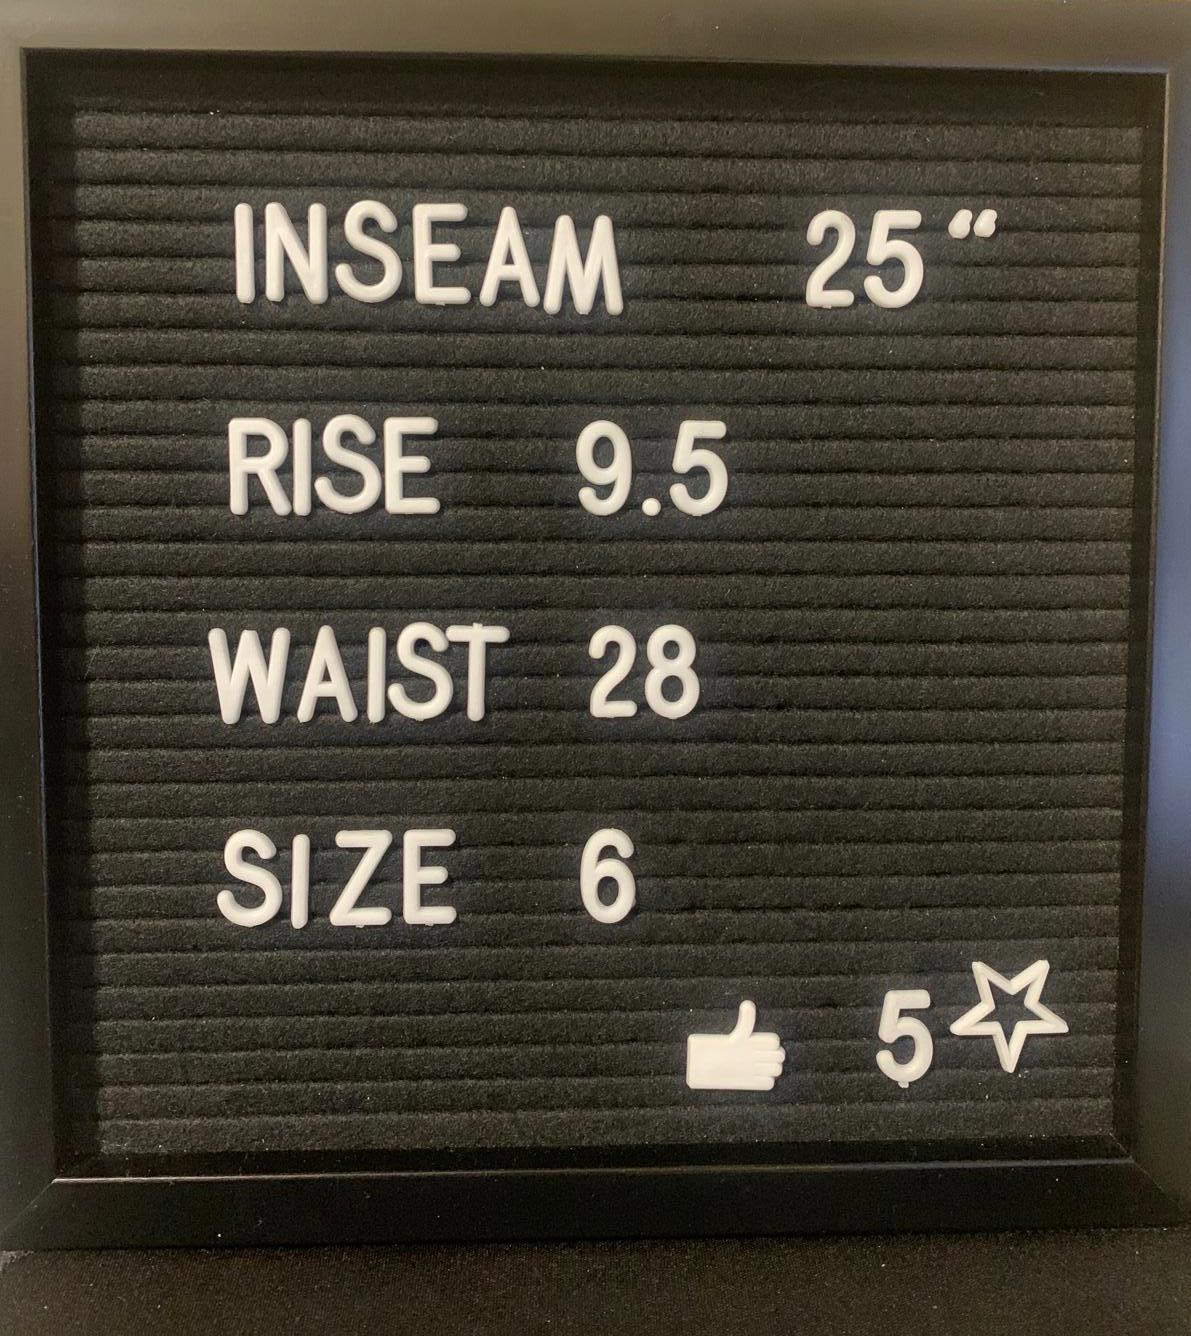 INSEAM 25“
RISE 9.5
WAIST 28
SIZE 6
👍 5☆